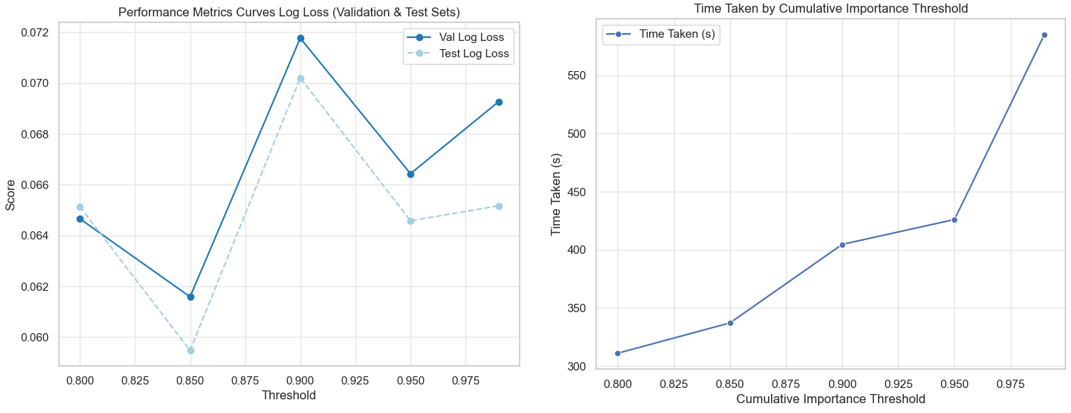 Performance Metrics Curves Log Loss (Validation & Test Sets)
Val Log Loss
Test Log Loss
Score
0.072
0.070
0.068
0.066
0.064
0.062
0.060
0.800 0.825 0.850 0.875 0.900 0.925 0.950 0.975
Threshold
Time Taken by Cumulative Importance Threshold
Time Taken (s)
Time Taken (s)
550
500
450
400
350
300
0.800 0.825 0.850 0.875 0.900 0.925 0.950 0.975
Cumulative Importance Threshold